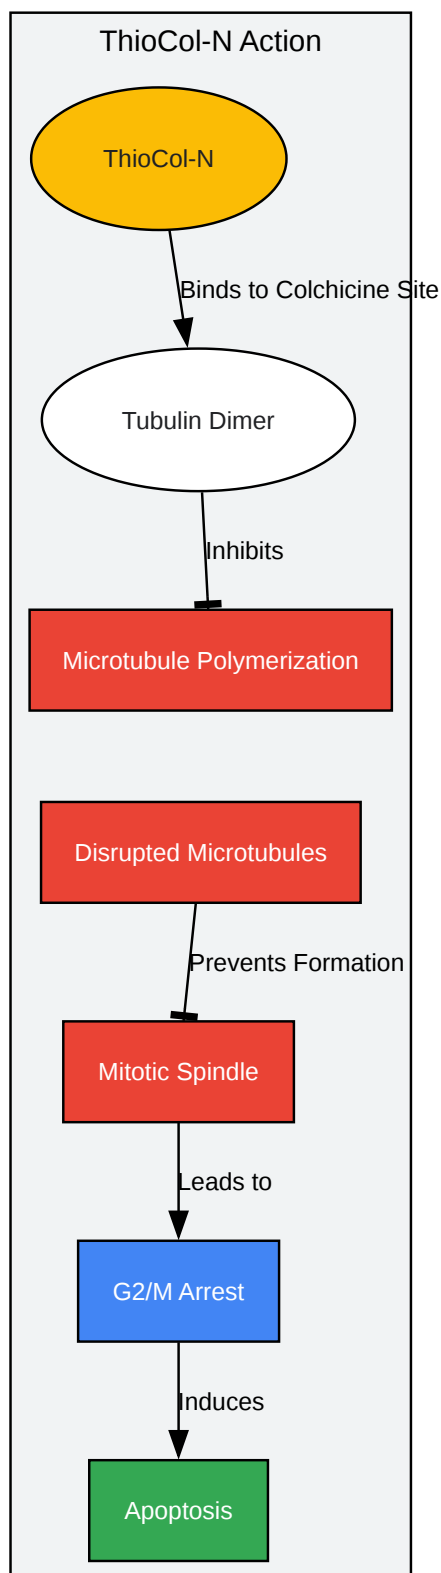 ThioCol-N Action
ThioCol-N
Binds to Colchicine Site
Tubulin Dimer
Inhibits
Microtubule Polymerization
Disrupted Microtubules
Prevents Formation
Mitotic Spindle
Leads to
G2/M Arrest
Induces
Apoptosis